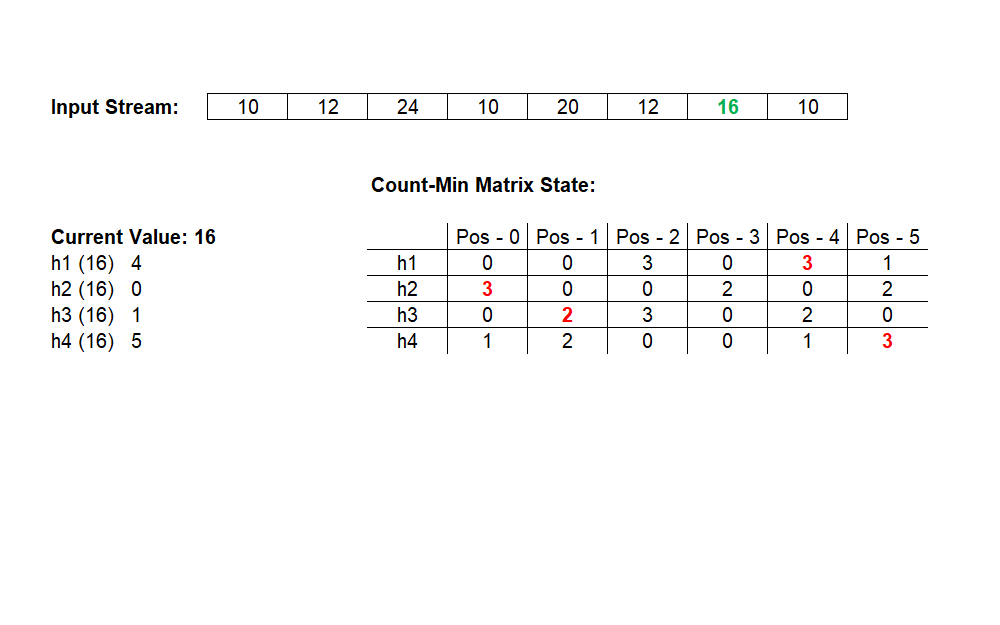 Input Stream: 10 12 24 10 20 12 16 10
Count-Min Matrix State:
Current Value: 16 Pos - 0 Pos - 1 Pos - 2 Pos - 3 Pos - 4 Pos - 5
h1 (16) 4 h1 0 0 3 0 3 1
h2 (16) 0 h2 3 0 0 2 0 2
h3 (16) 1 h3 0 2 3 0 2 0
h4 (16) 5 h4 1 2 0 0 1 3